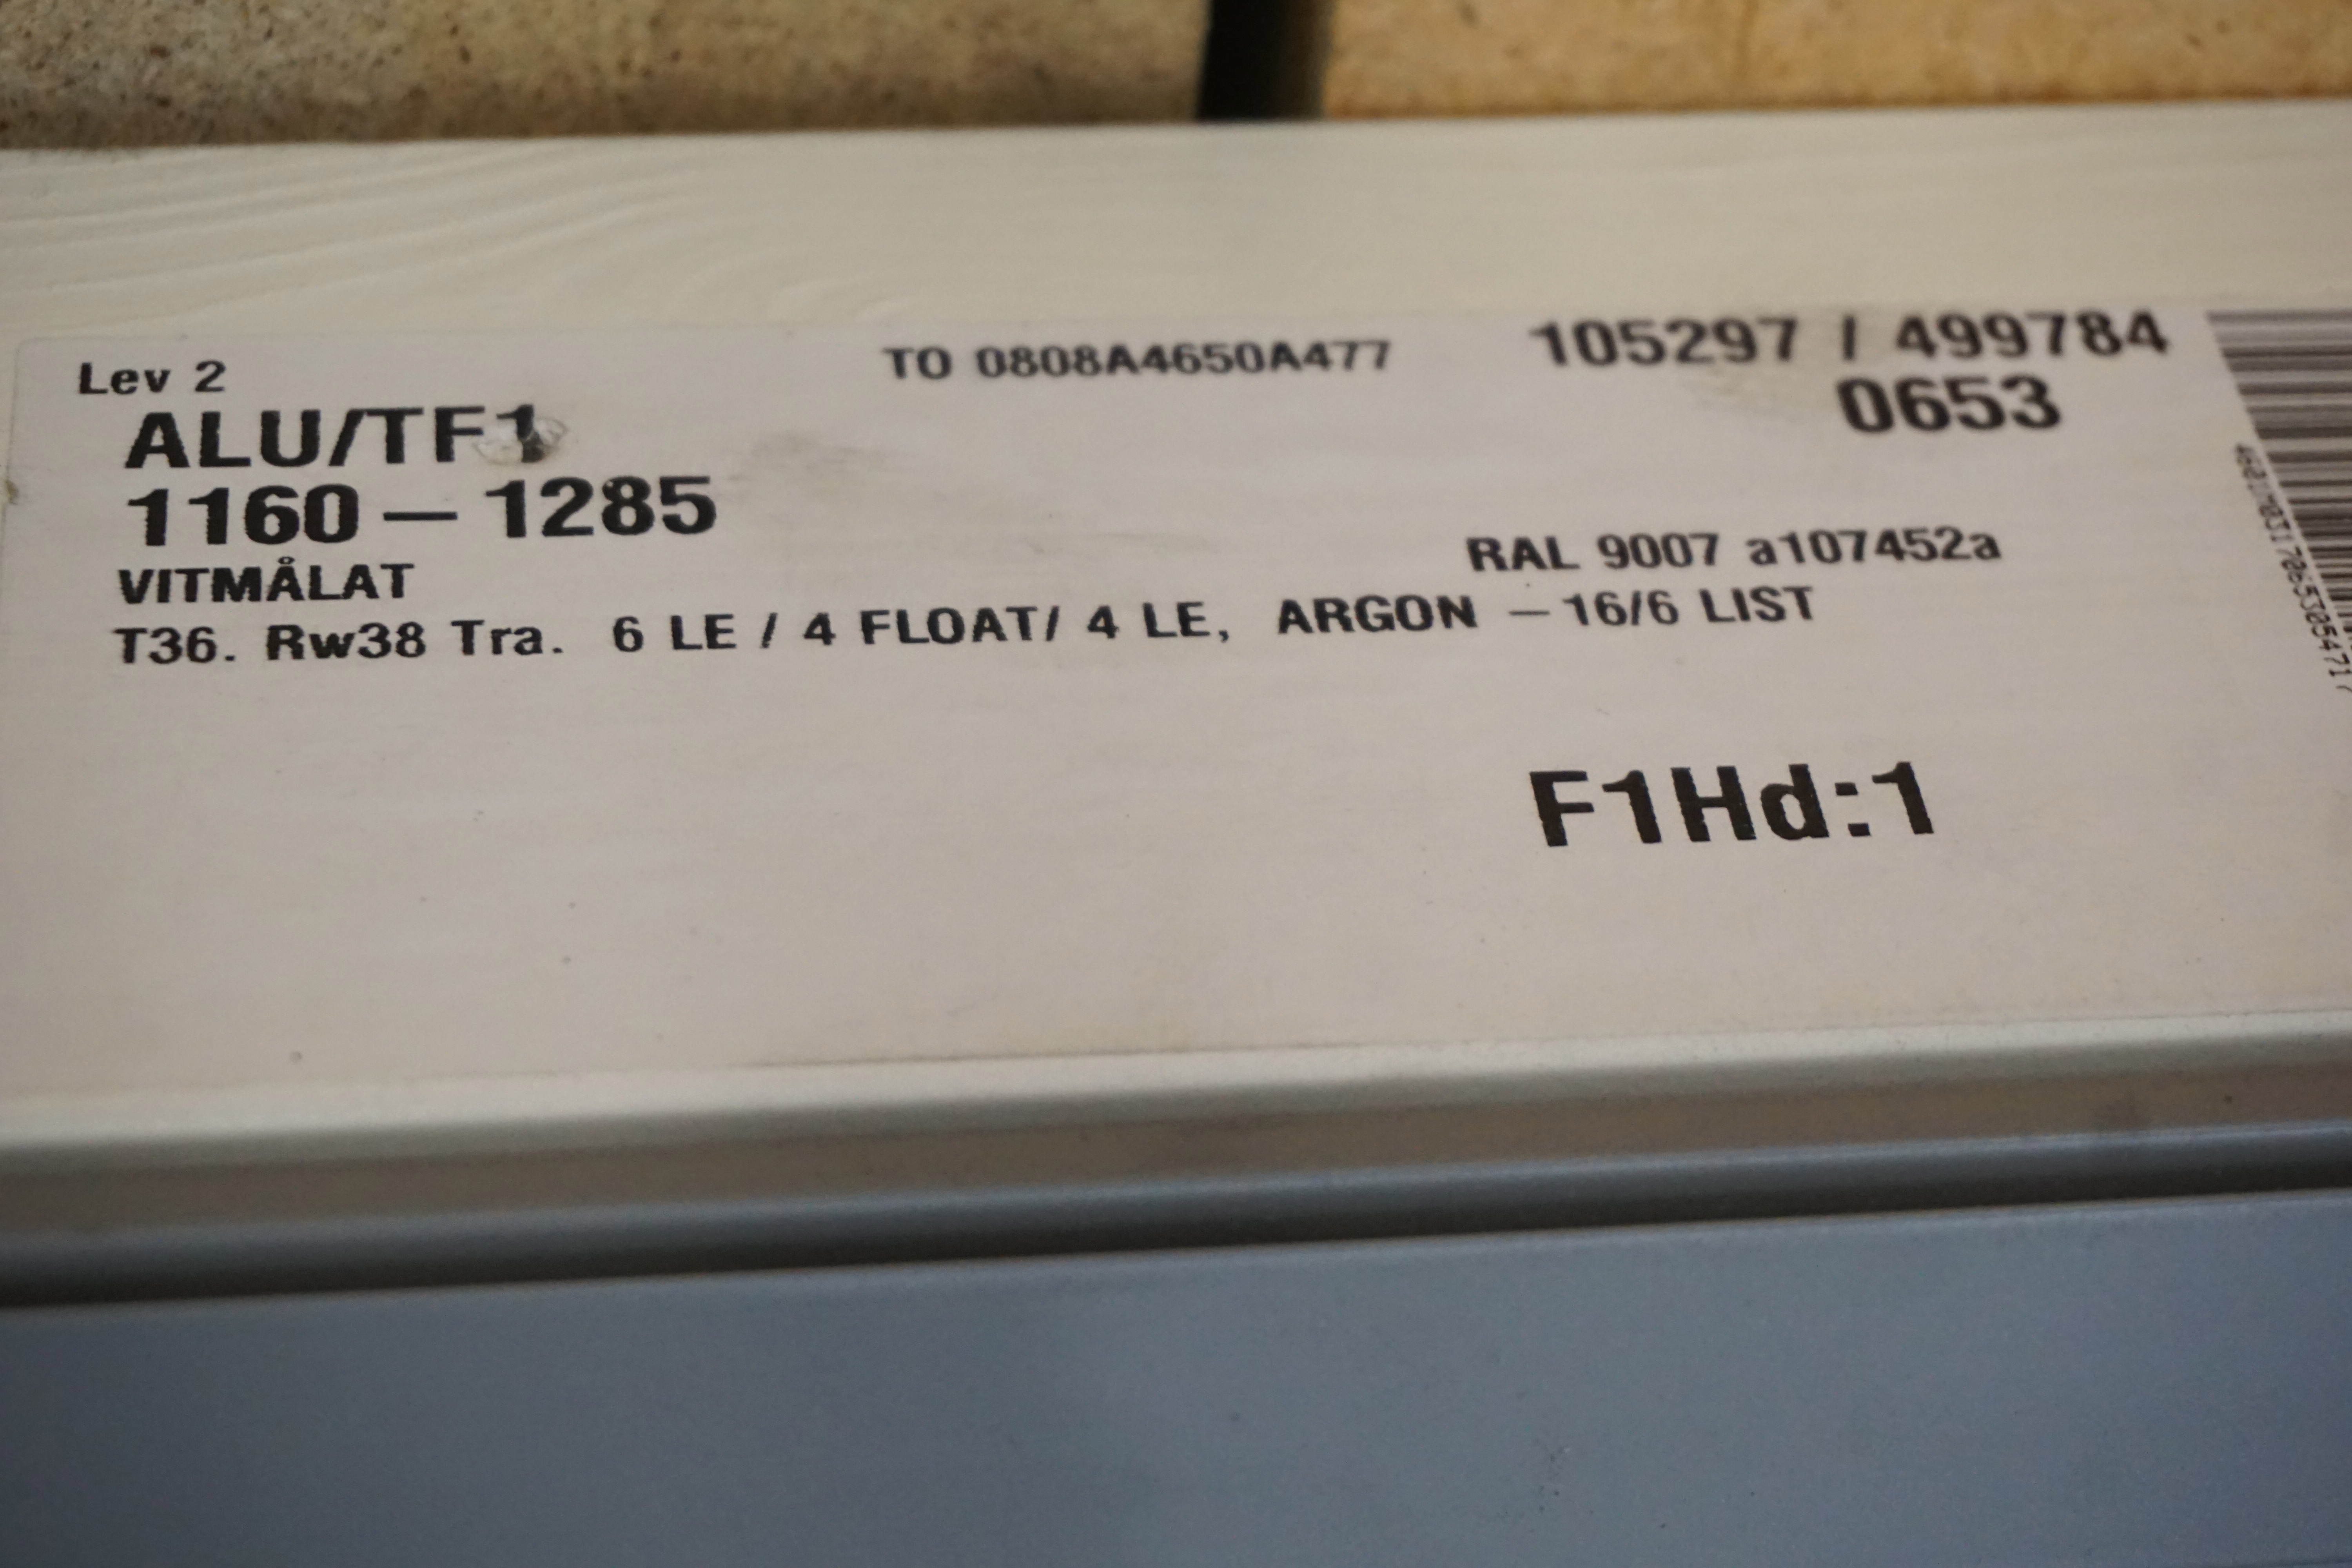 Lev 2
TO 0808A4650A477
105297 / 499784
ALU/TF1
0653
1160 – 1285
VITMÅLAT
RAL 9007 a107452a
T36. Rw38 Tra. 6 LE / 4 FLOAT/ 4 LE, ARGON – 16/6 LIST
F1Hd:1